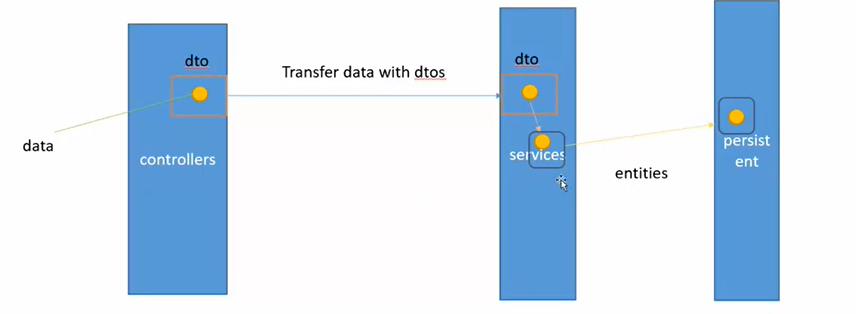 dto
dto
Transfer data with dtos
data
controllers
services
persist
ent
entities